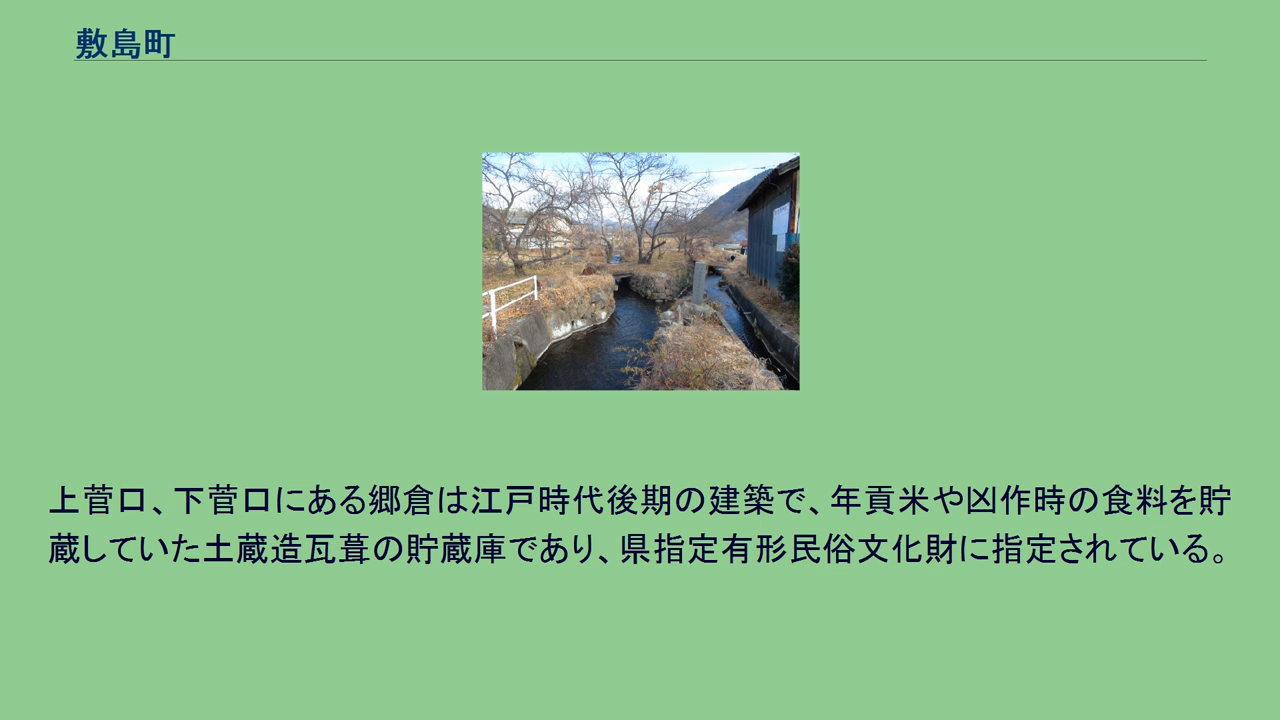 敷島町
上菅口、下菅口にある郷倉は江戸時代後期の建築で、年貢米や凶作時の食料を貯
蔵していた土蔵造瓦葺の貯蔵庫であり、県指定有形民俗文化財に指定されている。